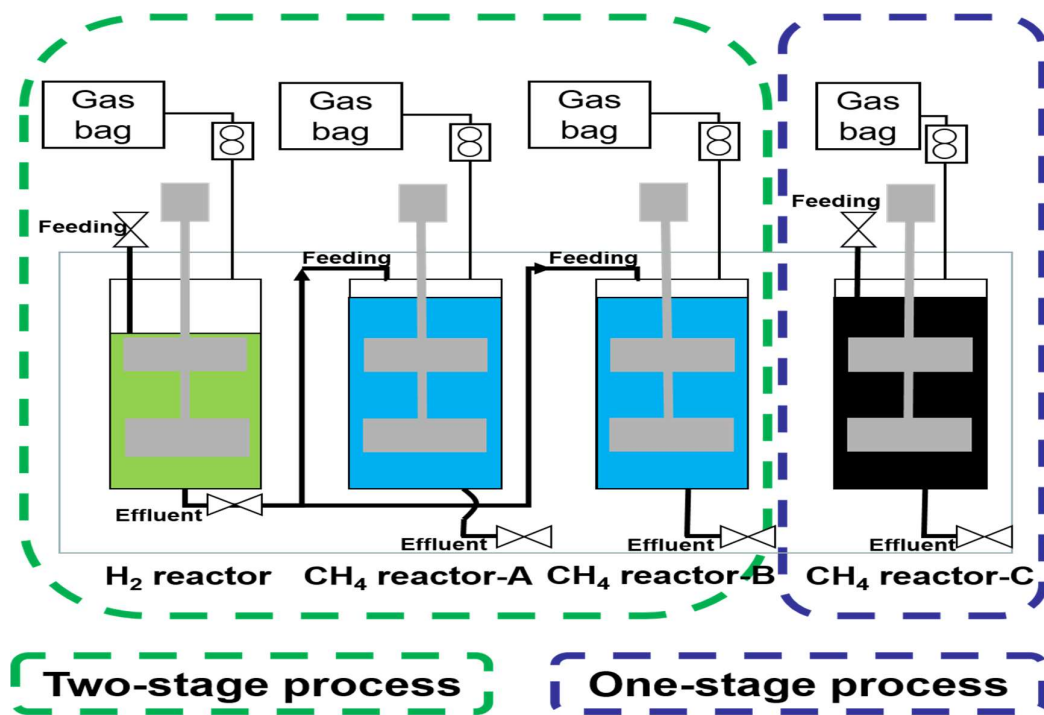 Gas
bag
Gas
bag
Gas
bag
Gas
bag
Feeding
Feeding
Feeding
Feeding
Effluent
Effluent
Effluent
Effluent
H₂ reactor
CH₄ reactor-A
CH₄ reactor-B
CH₄ reactor-C
Two-stage process
One-stage process